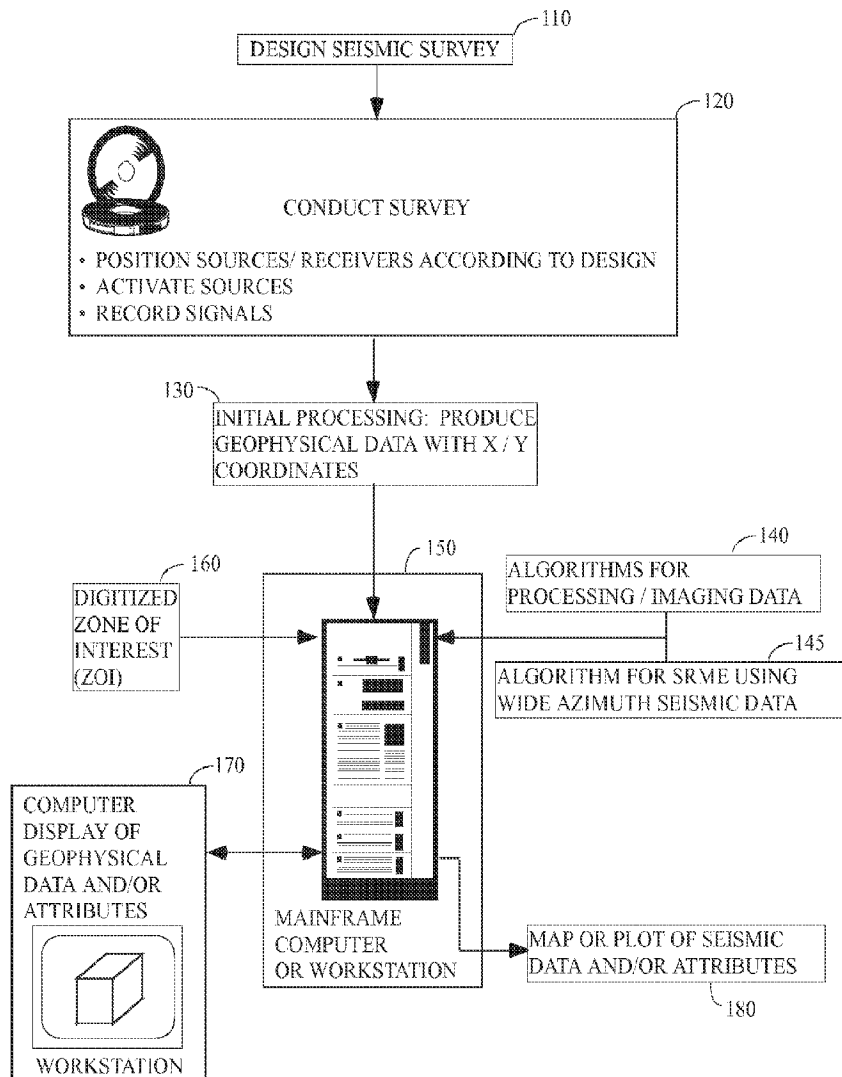 110
DESIGN SEISMIC SURVEY
120
CONDUCT SURVEY
• POSITION SOURCES/ RECEIVERS ACCORDING TO DESIGN
• ACTIVATE SOURCES
• RECORD SIGNALS
130
INITIAL PROCESSING: PRODUCE
GEOPHYSICAL DATA WITH X / Y
COORDINATES
140
ALGORITHMS FOR
PROCESSING / IMAGING DATA
145
ALGORITHM FOR SRME USING
WIDE AZIMUTH SEISMIC DATA
150
160
DIGITIZED
ZONE OF
INTEREST
(ZOI)
170
COMPUTER
DISPLAY OF
GEOPHYSICAL
DATA AND/OR
ATTRIBUTES
WORKSTATION
MAINFRAME
COMPUTER
OR WORKSTATION
MAP OR PLOT OF SEISMIC
DATA AND/OR ATTRIBUTES
180